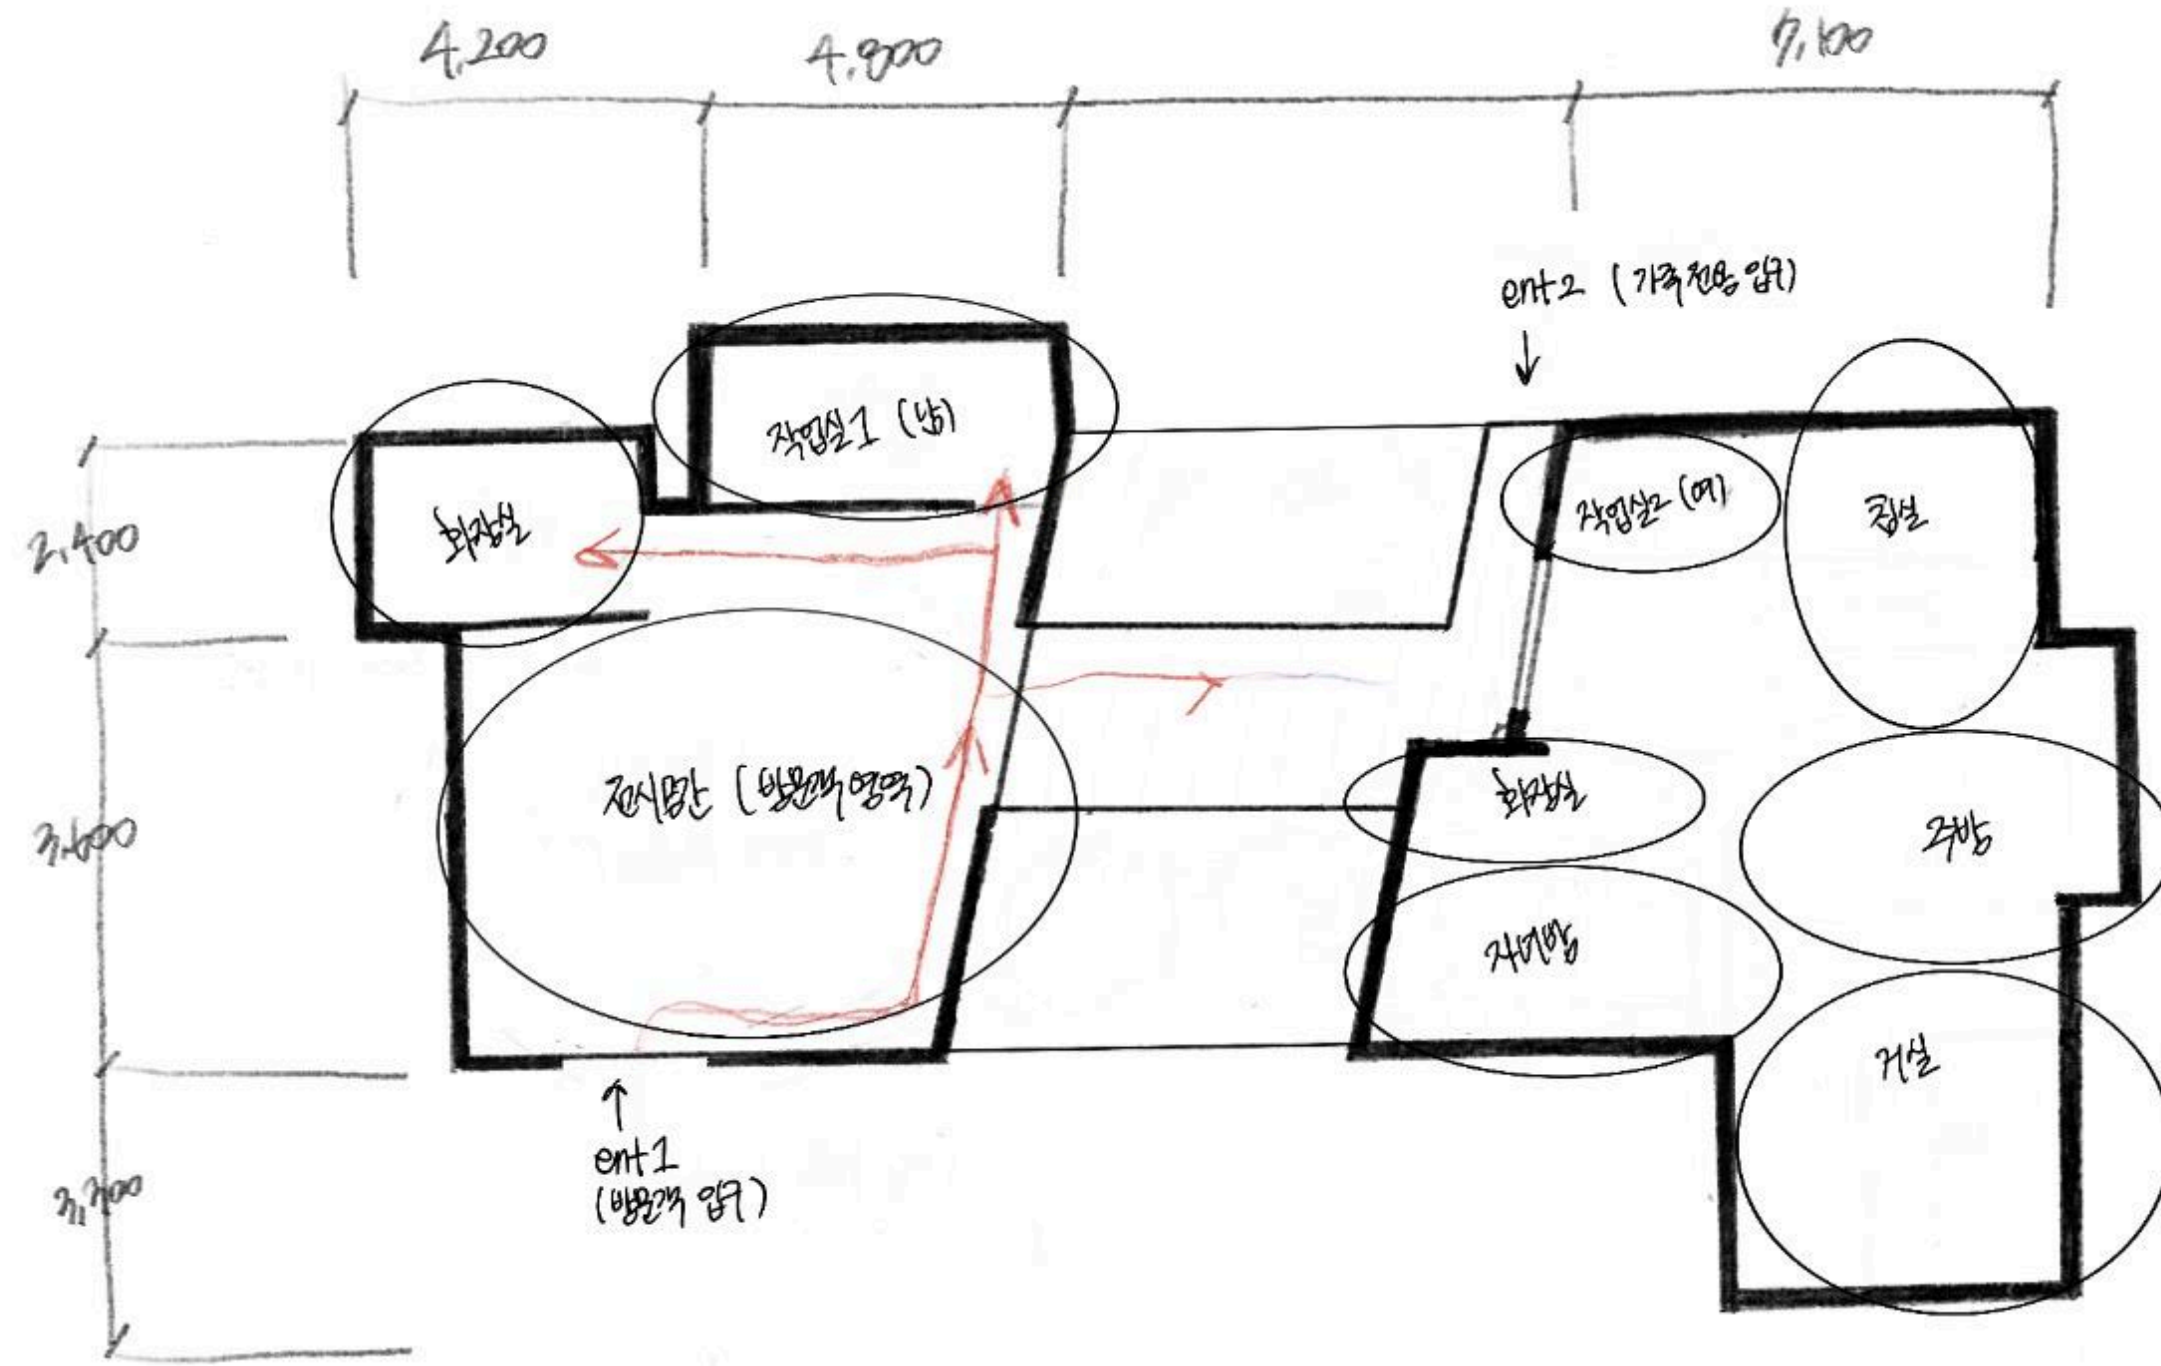 4,200
4,800
7,100
ent2 (가족전용 입구)
작업실1 (남)
작업실2 (여)
침실
화장실
2,400
전시공간 (방문객영역)
화장실
주방
3,600
자녀방
거실
ent1
(방문객 입구)